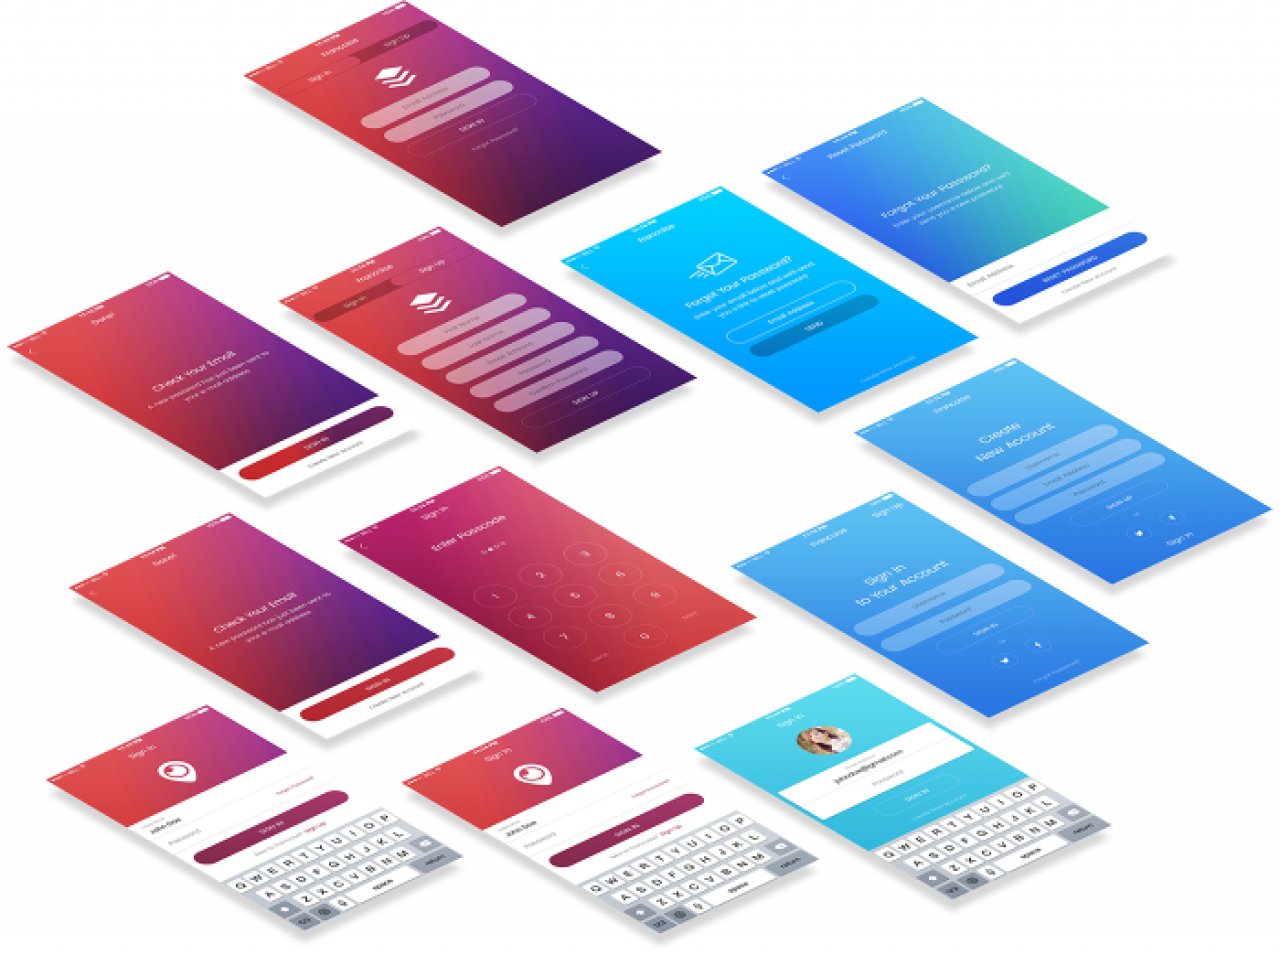 Franchise
Sign In
Sign Up
Email Address
Password
SIGN IN
Forgot Password?
Reset Password
Forgot Your Password?
Enter your username below and we'll
send you a new password
Email Address
RESET PASSWORD
Create New Account
Franchise
Forgot Your Password?
Enter your email below and we'll send
you a link to reset password
Email Address
SEND
Create New Account
Franchise
Sign In
Sign Up
First Name
Last Name
Email Address
Password
Confirm Password
SIGN UP
Done!
Check Your Email
A new password has just been sent to
your e-mail address
SIGN IN
Create New Account
Franchise
Create
New Account
Username
Email Address
Password
SIGN UP
Sign In
Sign In
Enter Passcode
1
2
3
4
5
6
7
8
9
0
Franchise
Sign Up
Sign In
to Your Account
Username
Password
SIGN IN
Forgot Password?
Done!
Check Your Email
A new password has just been sent to
your e-mail address
SIGN IN
Create New Account
Sign In
John Doe
Password
Forgot Password?
SIGN IN
Sign Up
Q W E R T Y U I O P
A S D F G H J K L
Z X C V B N M
123
space
return
Sign In
John Doe
Password
Forgot Password?
SIGN IN
Sign Up
Q W E R T Y U I O P
A S D F G H J K L
Z X C V B N M
123
space
return
Sign In
johndoe@gmail.com
Password
SIGN IN
Create New Account
Q W E R T Y U I O P
A S D F G H J K L
Z X C V B N M
123
space
return